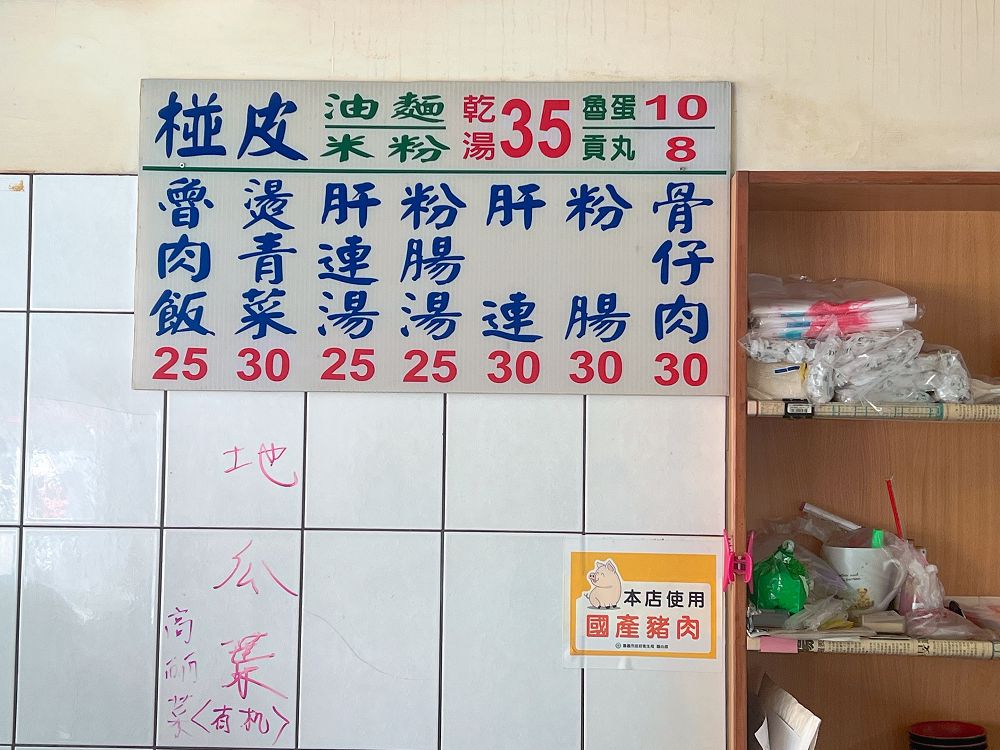 椪皮 油麵 乾 35 魯蛋 10
米粉 湯 貢丸 8
魯肉飯 25
燙青菜 30
肝連湯 25
粉腸湯 25
肝連 30
粉腸 30
骨仔肉 30
地瓜葉
高丽菜
<有机>
本店使用
國產豬肉